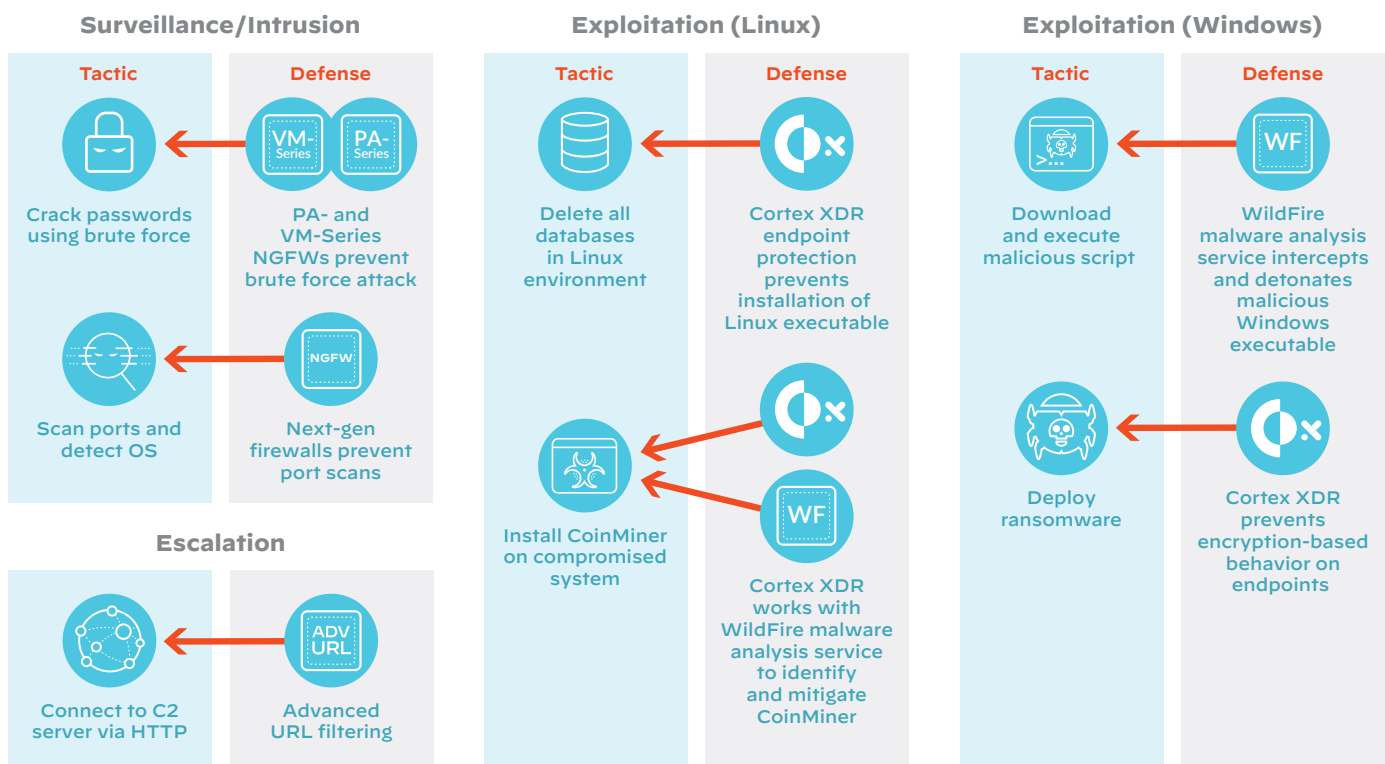 Surveillance/Intrusion
Tactic
Defense
VM-
Series
PA-
Series
Crack passwords
using brute force
PA- and
VM-Series
NGFWs prevent
brute force attack
NGFW
Scan ports and
detect OS
Next-gen
firewalls prevent
port scans
Escalation
ADV
URL
Connect to C2
server via HTTP
Advanced
URL filtering
Exploitation (Linux)
Tactic
Defense
Delete all
databases
in Linux
environment
Cortex XDR
endpoint
protection
prevents
installation of
Linux executable
WF
Install CoinMiner
on compromised
system
Cortex XDR
works with
WildFire malware
analysis service
to identify
and mitigate
CoinMiner
Exploitation (Windows)
Tactic
Defense
>...
WF
Download
and execute
malicious script
WildFire
malware analysis
service intercepts
and detonates
malicious
Windows
executable
Deploy
ransomware
Cortex XDR
prevents
encryption-based
behavior on
endpoints